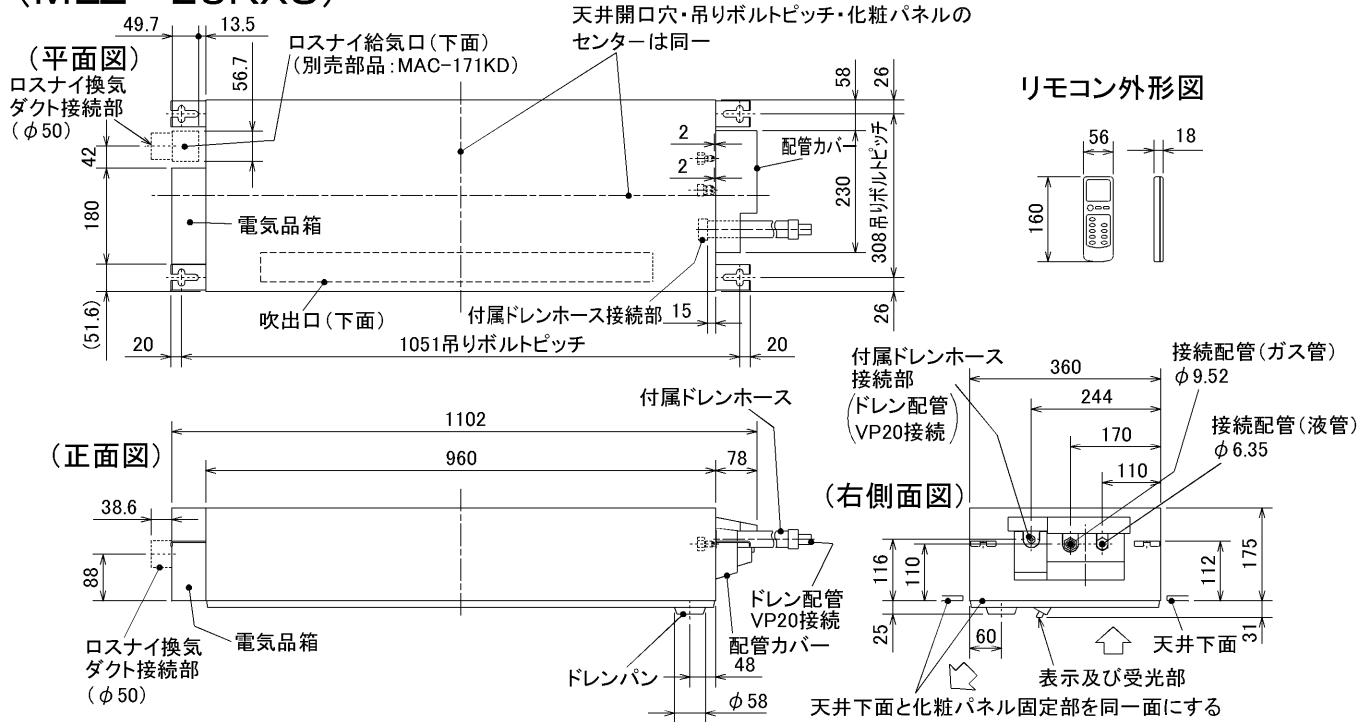 天井開口穴・吊りボルトピッチ・化粧パネルの
センターは同一
49.7
13.5
ロスナイ給気口(下面)
(別売部品:MAC-171KD)
(平面図)
ロスナイ換気
ダクト接続部
(φ50)
56.7
58
26
リモコン外形図
56
18
160
42
180
(51.6)
2
2
配管カバー
230
308吊りボルトピッチ
26
電気品箱
吹出口(下面)
付属ドレンホース接続部
15
20
1051吊りボルトピッチ
20
(正面図)
1102
960
78
38.6
88
付属ドレンホース
ロスナイ換気
ダクト接続部
(φ50)
電気品箱
ドレンパン
ドレン配管
VP20接続
配管カバー
48
φ58
(右側面図)
付属ドレンホース
接続部
(ドレン配管
VP20接続)
360
244
170
110
接続配管(ガス管)
φ9.52
接続配管(液管)
φ6.35
116
110
112
175
25
31
60
天井下面
表示及び受光部
天井下面と化粧パネル固定部を同一面にする